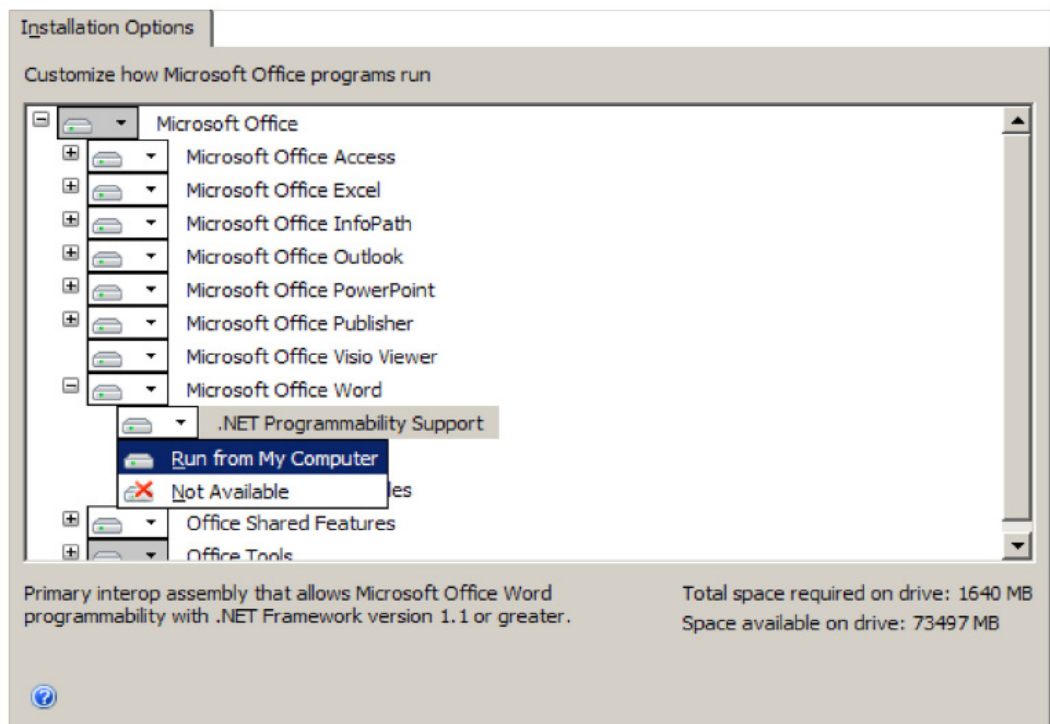 Installation Options
Customize how Microsoft Office programs run
Microsoft Office
Microsoft Office Access
Microsoft Office Excel
Microsoft Office InfoPath
Microsoft Office Outlook
Microsoft Office PowerPoint
Microsoft Office Publisher
Microsoft Office Visio Viewer
Microsoft Office Word
.NET Programmability Support
Run from My Computer
Not Available
Office Shared Features
Office Tools
Primary interop assembly that allows Microsoft Office Word
programmability with .NET Framework version 1.1 or greater.
Total space required on drive: 1640 MB
Space available on drive: 73497 MB